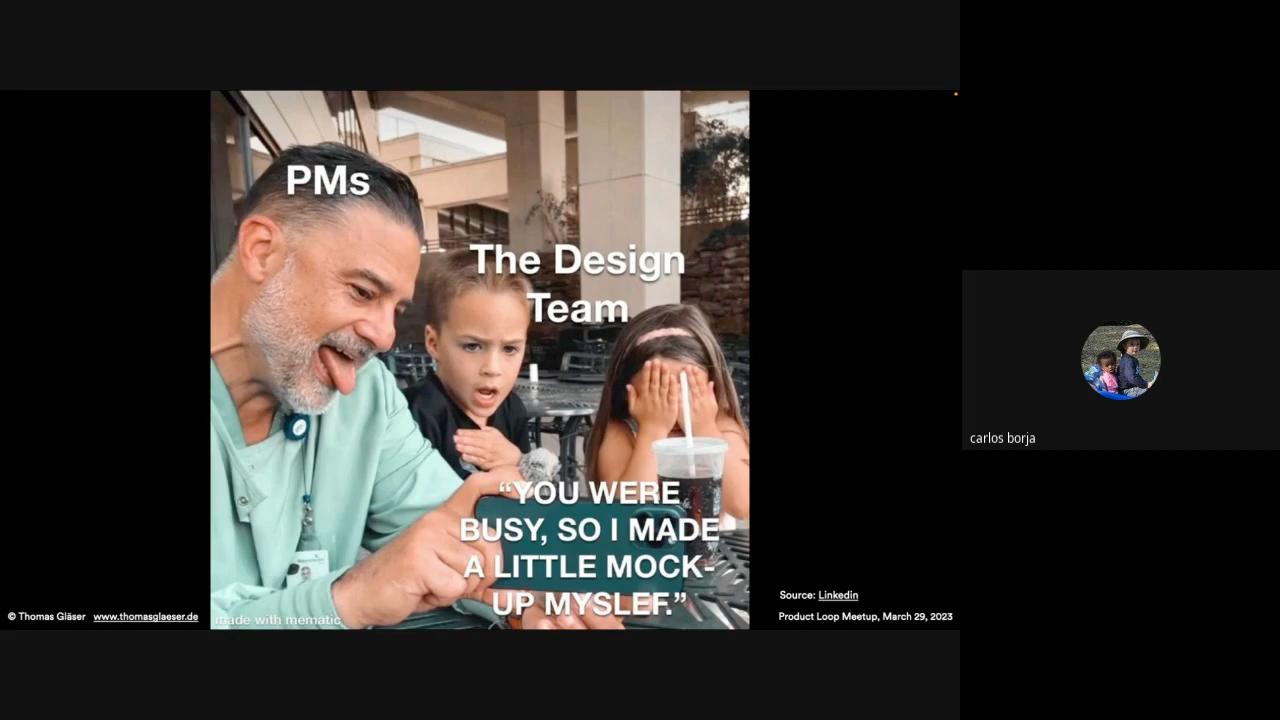 PMs
The Design
Team
“YOU WERE
BUSY, SO I MADE
A LITTLE MOCK-
UP MYSLEF.”
made with mematic
© Thomas Gläser www.thomasglaeser.de
Source: Linkedin
Product Loop Meetup, March 29, 2023
carlos borja